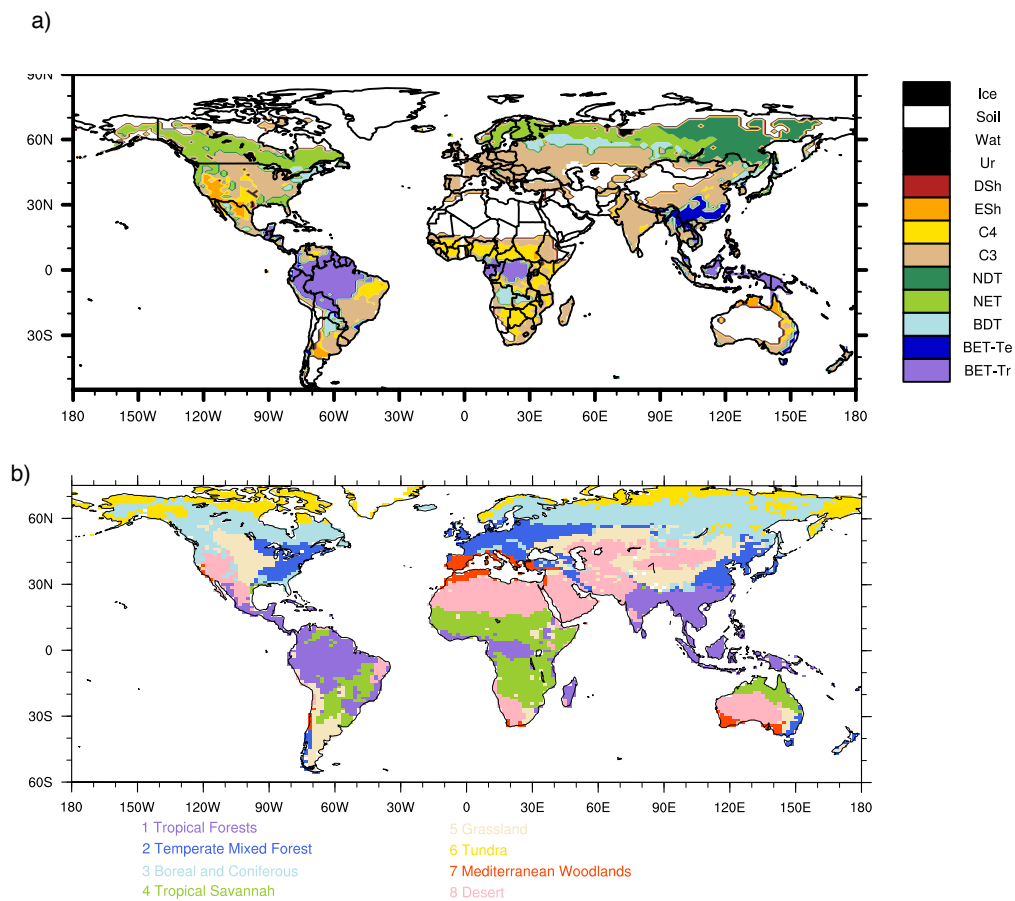 a)
90N
60N
30N
0
30S
180 150W 120W 90W 60W 30W 0 30E 60E 90E 120E 150E 180
Ice
Soil
Wat
Ur
DSh
ESh
C4
C3
NDT
NET
BDT
BET-Te
BET-Tr
b)
60N
30N
0
30S
60S
180 150W 120W 90W 60W 30W 0 30E 60E 90E 120E 150E 180
1 Tropical Forests
2 Temperate Mixed Forest
3 Boreal and Coniferous
4 Tropical Savannah
5 Grassland
6 Tundra
7 Mediterranean Woodlands
8 Desert